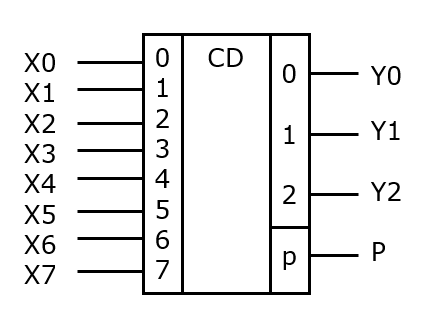 X0 0 CD 0 Y0
X1 1
X2 2 1 Y1
X3 3
X4 4 2 Y2
X5 5
X6 6 p P
X7 7